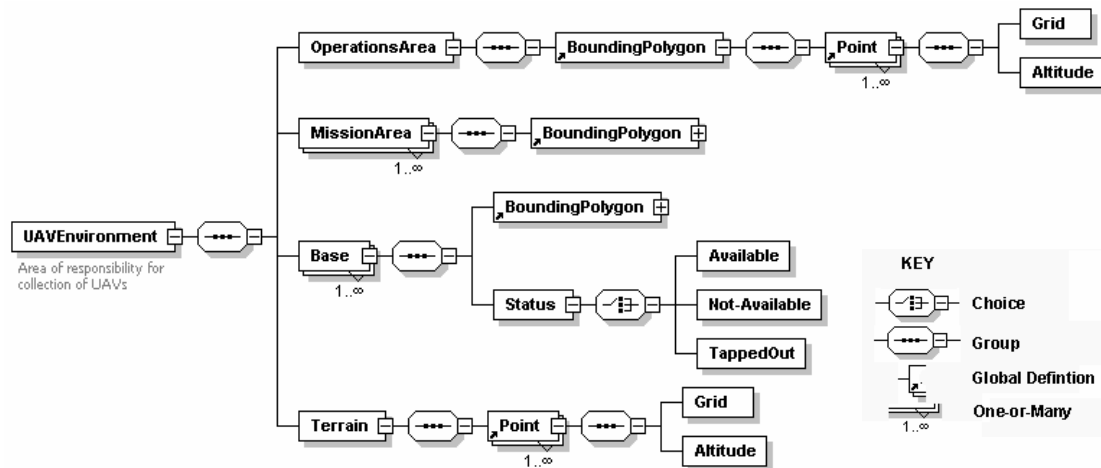 OperationsArea
BoundingPolygon
Point
1..∞
Grid
Altitude
MissionArea
1..∞
BoundingPolygon
UAVEnvironment
Area of responsibility for
collection of UAVs
Base
1..∞
BoundingPolygon
Status
Available
Not-Available
TappedOut
Terrain
Point
1..∞
Grid
Altitude
KEY
Choice
Group
Global Defintion
One-or-Many
1..∞